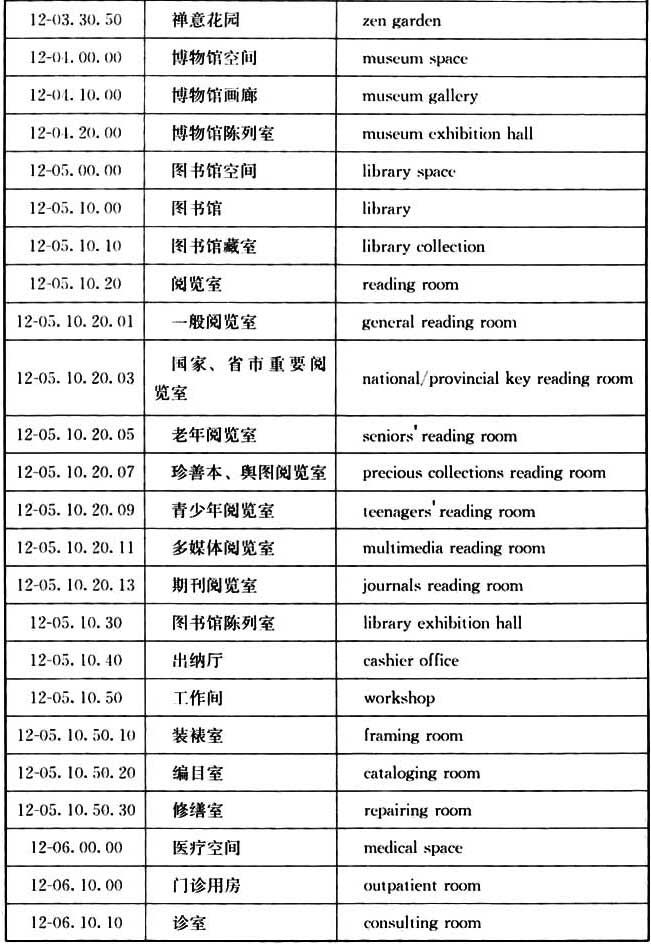 12-03.30.50 禅意花园 zen garden
12-04.00.00 博物馆空间 museum space
12-04.10.00 博物馆画廊 museum gallery
12-04.20.00 博物馆陈列室 museum exhibition hall
12-05.00.00 图书馆空间 library space
12-05.10.00 图书馆 library
12-05.10.10 图书馆藏室 library collection
12-05.10.20 阅览室 reading room
12-05.10.20.01 一般阅览室 general reading room
12-05.10.20.03 国家、省市重要阅
览室 national/provincial key reading room
12-05.10.20.05 老年阅览室 seniors' reading room
12-05.10.20.07 珍善本、舆图阅览室 precious collections reading room
12-05.10.20.09 青少年阅览室 teenagers' reading room
12-05.10.20.11 多媒体阅览室 multimedia reading room
12-05.10.20.13 期刊阅览室 journals reading room
12-05.10.30 图书馆陈列室 library exhibition hall
12-05.10.40 出纳厅 cashier office
12-05.10.50 工作间 workshop
12-05.10.50.10 装裱室 framing room
12-05.10.50.20 编目室 cataloging room
12-05.10.50.30 修缮室 repairing room
12-06.00.00 医疗空间 medical space
12-06.10.00 门诊用房 outpatient room
12-06.10.10 诊室 consulting room